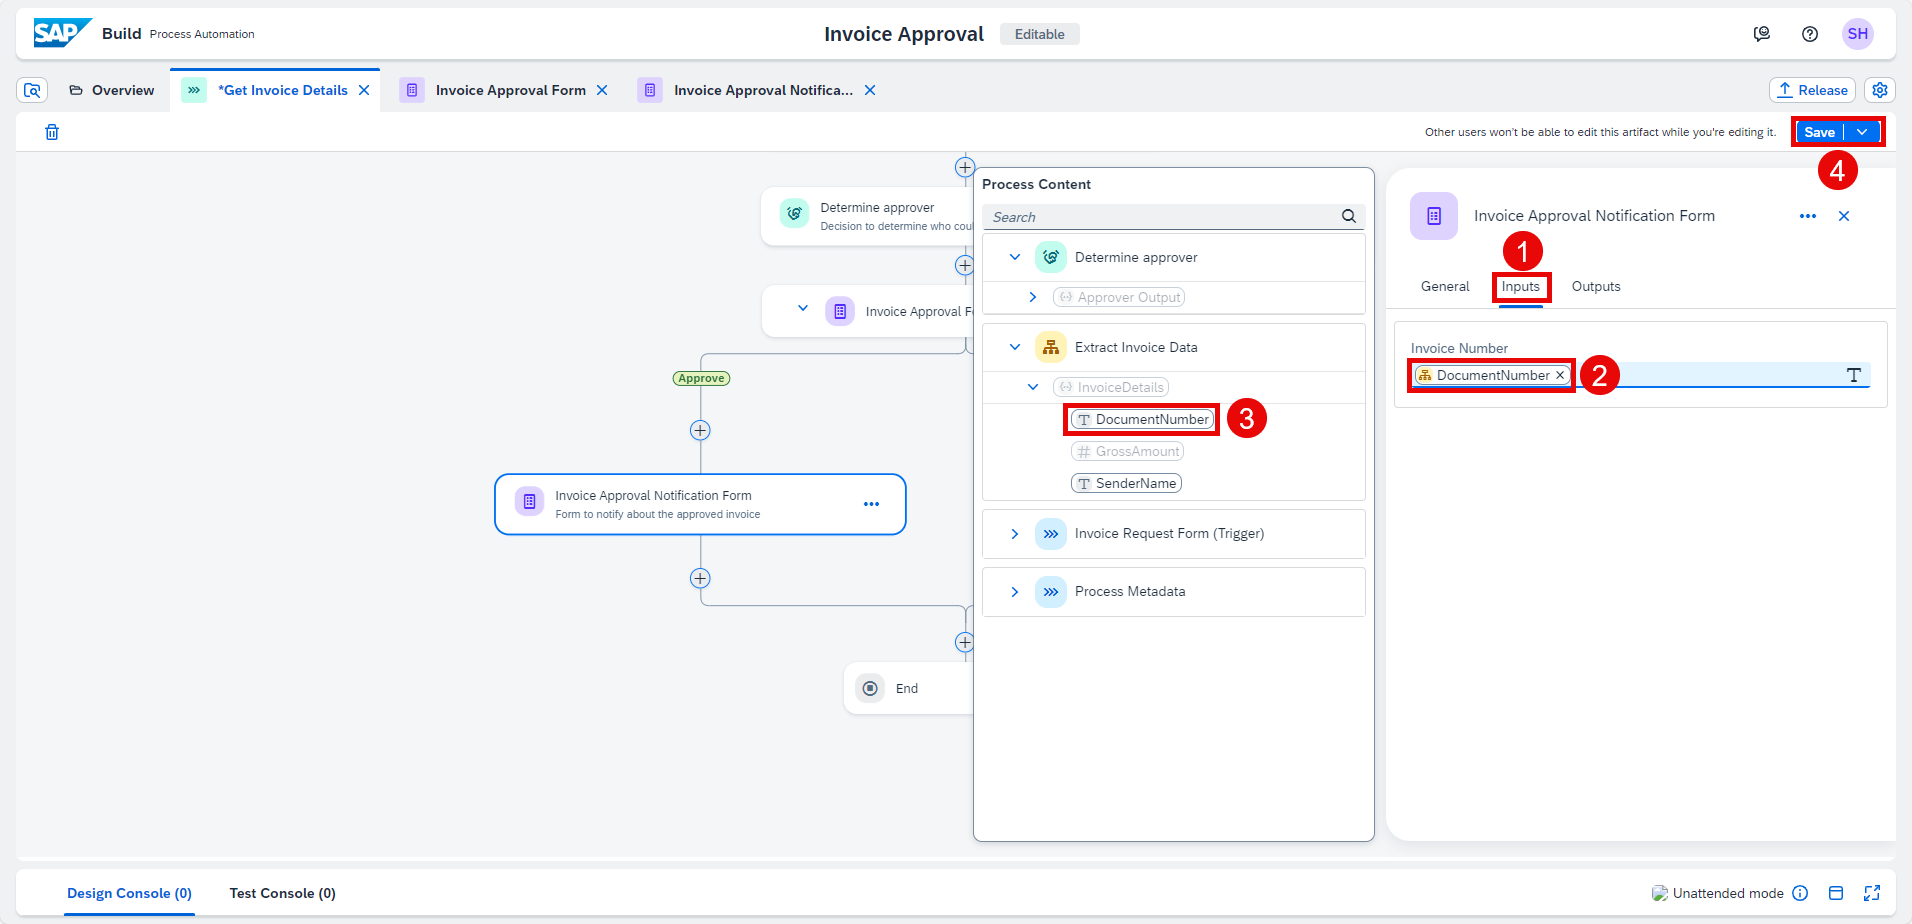 SAP Build Process Automation
Invoice Approval Editable
SH
Overview
*Get Invoice Details
Invoice Approval Form
Invoice Approval Notifica...
Release
Other users won't be able to edit this artifact while you're editing it.
Save
4
Determine approver
Decision to determine who coul
Invoice Approval F
Approve
Invoice Approval Notification Form
Form to notify about the approved invoice
End
Process Content
Search
Determine approver
Approver Output
Extract Invoice Data
InvoiceDetails
DocumentNumber
3
GrossAmount
SenderName
Invoice Request Form (Trigger)
Process Metadata
Invoice Approval Notification Form
1
General Inputs Outputs
Invoice Number
DocumentNumber
2
Design Console (0) Test Console (0)
Unattended mode